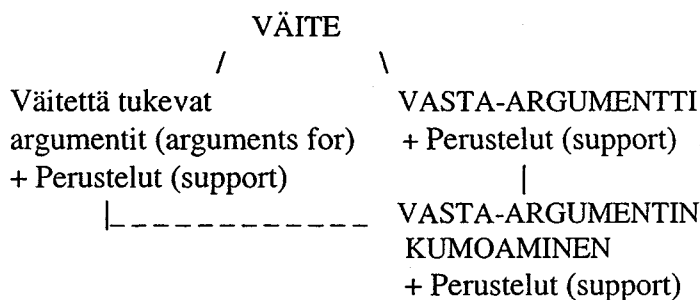 VÄITE
Väitettä tukevat
argumentit (arguments for)
+ Perustelut (support)
VASTA-ARGUMENTTI
+ Perustelut (support)
VASTA-ARGUMENTIN
KUMOAMINEN
+ Perustelut (support)